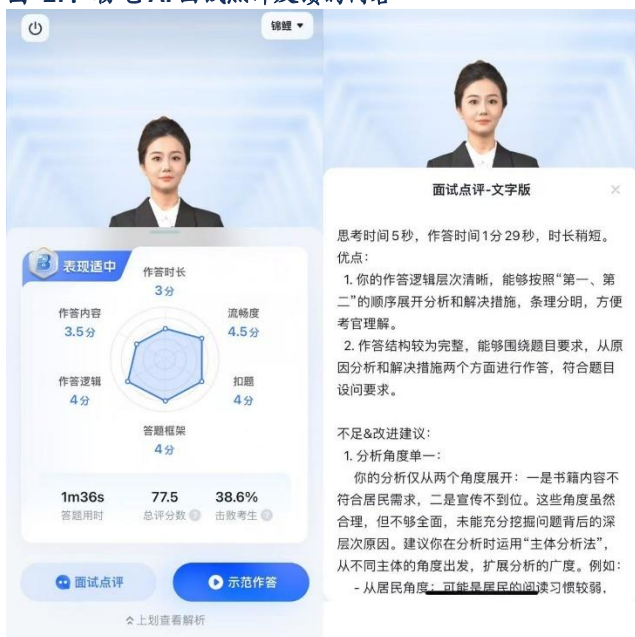 锦鲤
表现适中
作答时长
3分
作答内容
3.5分
流畅度
4.5分
作答逻辑
4分
扣题
4分
答题框架
4分
1m36s
77.5
38.6%
答题用时
总评分数
击败考生
面试点评
示范作答
上划查看解析
面试点评-文字版
思考时间5秒，作答时间1分29秒，时长稍短。
优点：
1. 你的作答逻辑层次清晰，能够按照“第一、第
二”的顺序展开分析和解决措施，条理分明，方便
考官理解。
2. 作答结构较为完整，能够围绕题目要求，从原
因分析和解决措施两个方面进行作答，符合题目
设问要求。
不足&改进建议：
1. 分析角度单一：
你的分析仅从两个角度展开：一是书籍内容不
符合居民需求，二是宣传不到位。这些角度虽然
合理，但不够全面，未能充分挖掘问题背后的深
层次原因。建议你在分析时运用“主体分析法”，
从不同主体的角度出发，扩展分析的广度。例如：
- 从居民角度：可能是居民的阅读习惯较弱，